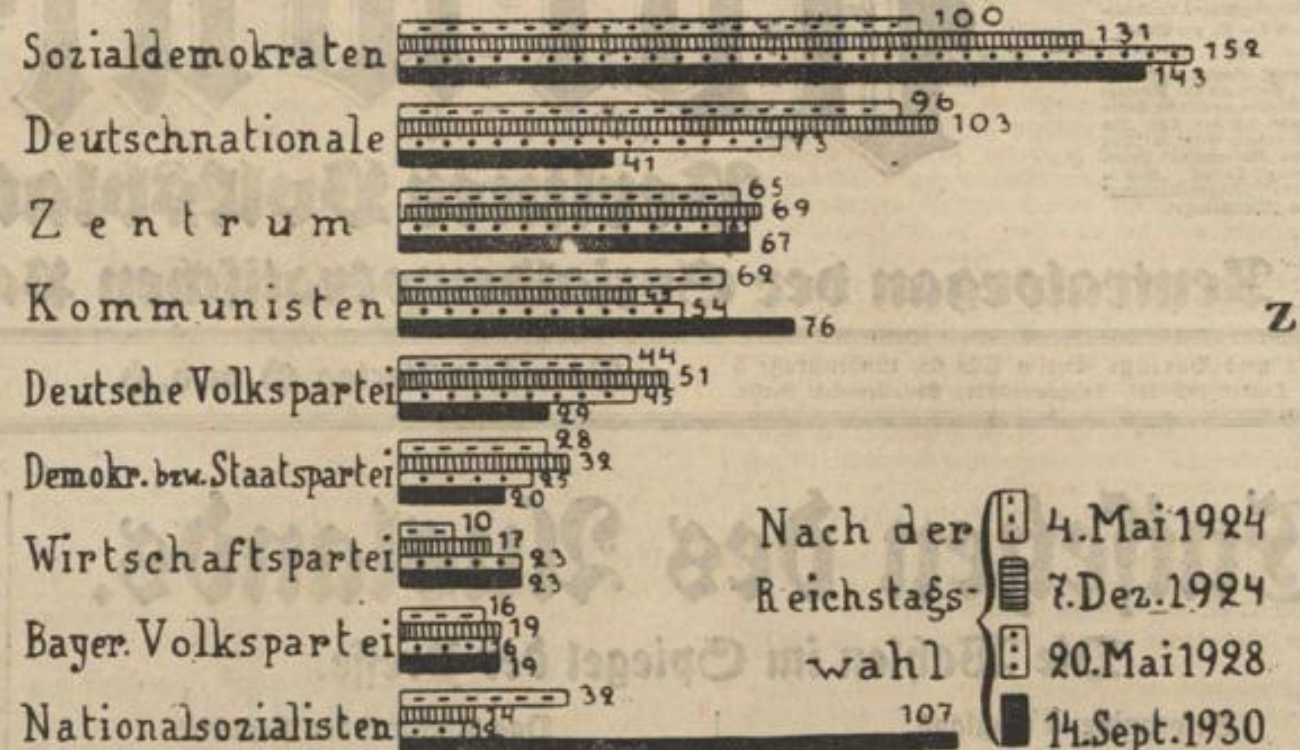 100
Sozialdemokraten 131
152
143
96
Deutschnationale 103
73
41
65
Zentrum 69
67
62
Kommunisten
54
76
44
Deutsche Volkspartei 51
45
29
28
Demokr. bzw. Staatspartei 32
25
20
10
Wirtschaftspartei 17
23
23
16
Bayer. Volkspartei 19
19
32
Nationalsozialisten 14
107
Nach der
Reichstags-
wahl
4. Mai 1924
7. Dez. 1924
20. Mai 1928
14. Sept. 1930
Z